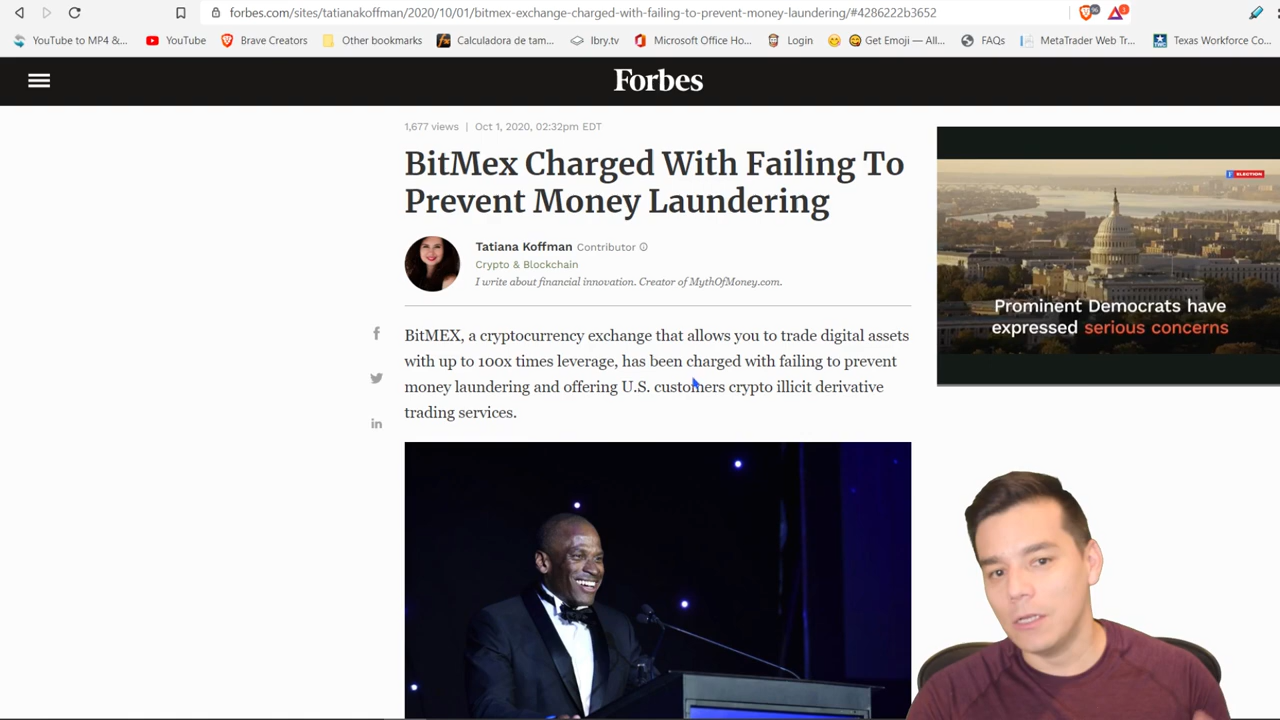 forbes.com/sites/tatianakoffman/2020/10/01/bitmex-exchange-charged-with-failing-to-prevent-money-laundering/#4286222b3652
YouTube to MP4 &... YouTube Brave Creators Other bookmarks Calculadora de tam... lbry.tv Microsoft Office Ho... Login Get Emoji — All... FAQs MetaTrader Web Tr... Texas Workforce Co...
Forbes
1,677 views | Oct 1, 2020, 02:32pm EDT
BitMex Charged With Failing To
Prevent Money Laundering
Tatiana Koffman Contributor
Crypto & Blockchain
I write about financial innovation. Creator of MythOfMoney.com.
BitMEX, a cryptocurrency exchange that allows you to trade digital assets
with up to 100x times leverage, has been charged with failing to prevent
money laundering and offering U.S. customers crypto illicit derivative
trading services.
ELECTION
Prominent Democrats have
expressed serious concerns